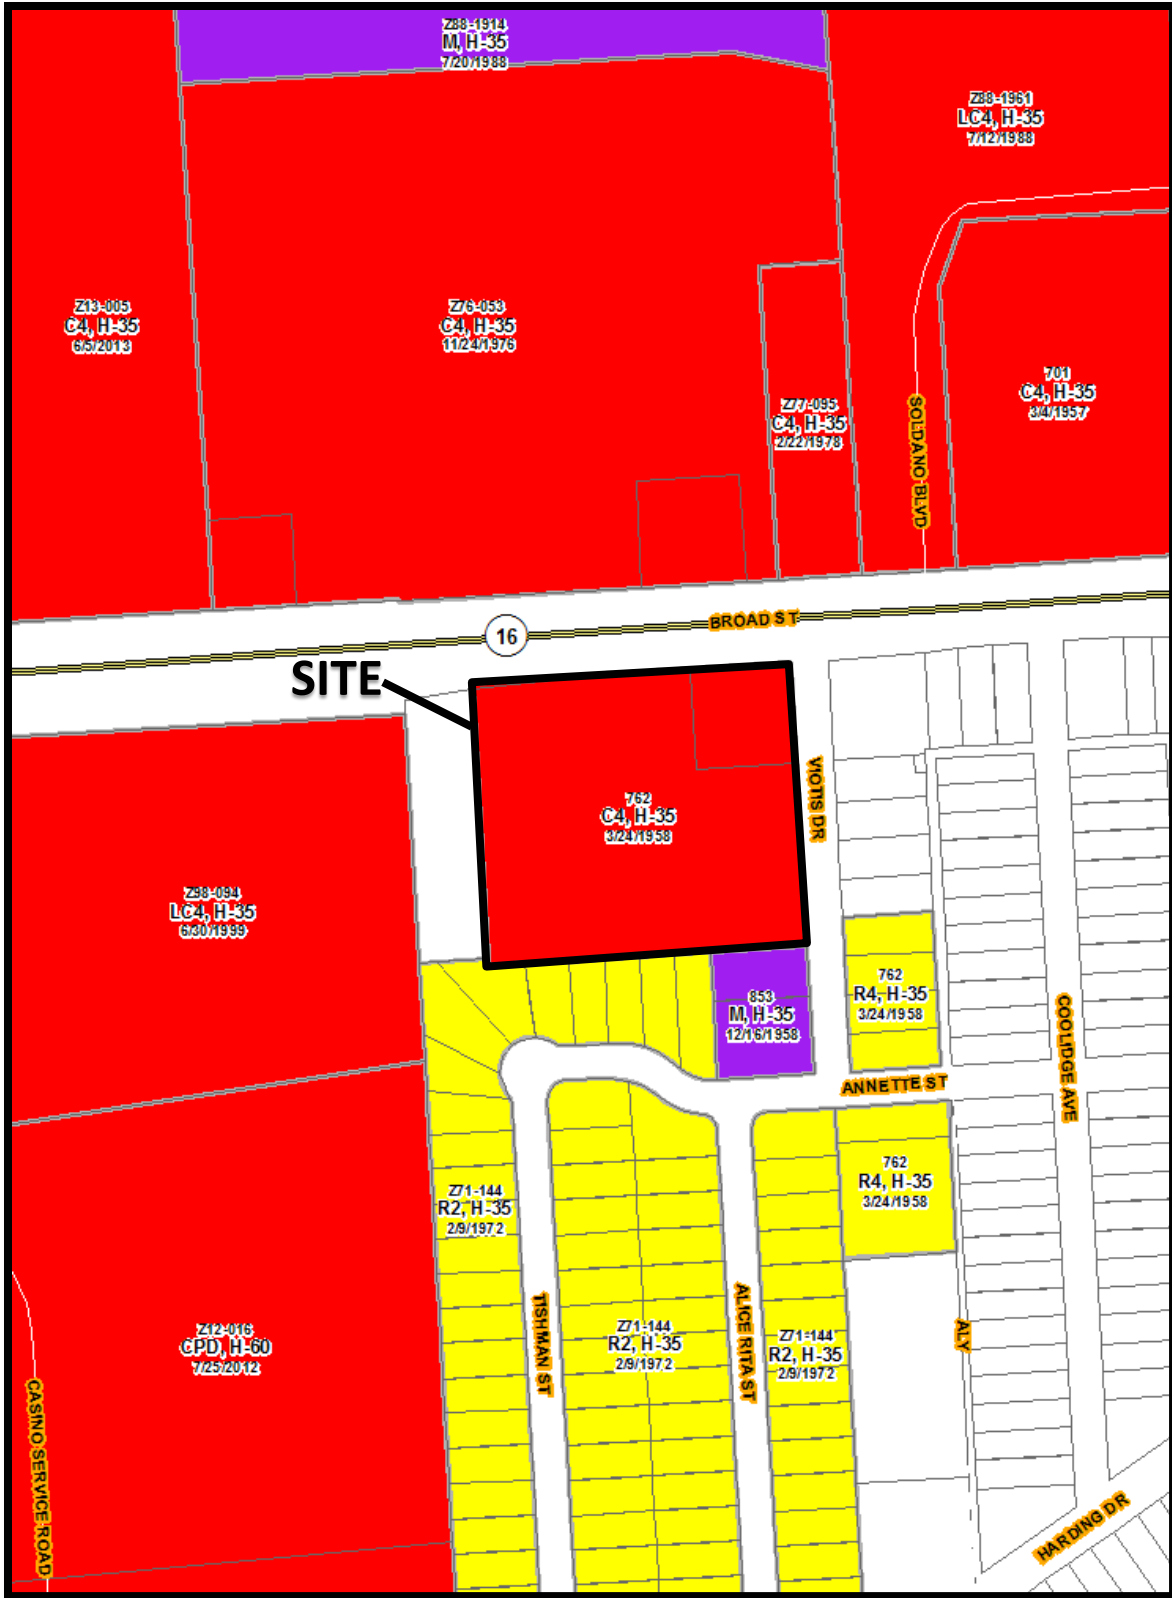 Z88-1914
M, H-35
7/20/1988
Z88-1961
LC4, H-35
7/12/1988
Z13-005
C4, H-35
6/5/2013
Z76-053
C4, H-35
11/24/1976
701
C4, H-35
3/4/1957
Z77-095
C4, H-35
2/22/1978
SOLDANO BLVD
BROAD ST
16
SITE
VIOTIS DR
762
C4, H-35
3/24/1958
Z98-094
LC4, H-35
6/30/1999
762
R4, H-35
3/24/1958
853
M, H-35
12/16/1958
COOLIDGE AVE
ANNETTE ST
762
R4, H-35
3/24/1958
Z71-144
R2, H-35
2/9/1972
Z12-016
CPD, H-60
7/25/2012
TISHMAN ST
Z71-144
R2, H-35
2/9/1972
ALICE RITA ST
Z71-144
R2, H-35
2/9/1972
ALY
CASINO SERVICE ROAD
HARDING DR